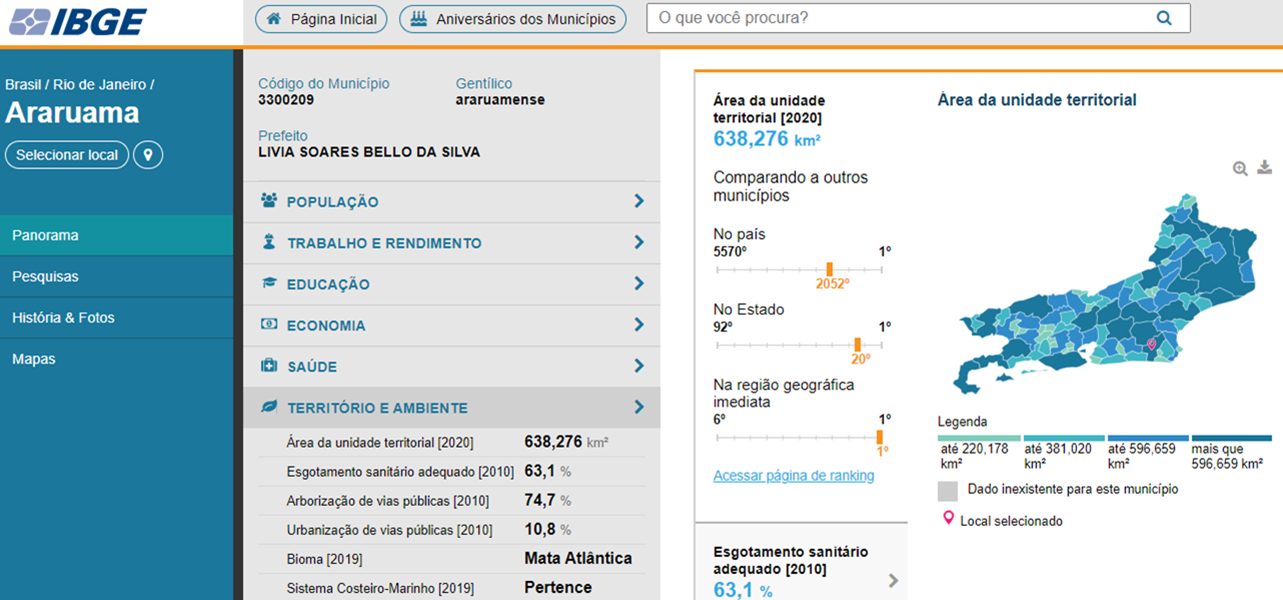 IBGE
Página Inicial
Aniversários dos Municípios
O que você procura?
Brasil / Rio de Janeiro /
Araruama
Selecionar local
Panorama
Pesquisas
História & Fotos
Mapas
Código do Município
3300209
Gentílico
araruamense
Prefeito
LIVIA SOARES BELLO DA SILVA
POPULAÇÃO
TRABALHO E RENDIMENTO
EDUCAÇÃO
ECONOMIA
SAÚDE
TERRITÓRIO E AMBIENTE
Área da unidade territorial [2020] 638,276 km²
Esgotamento sanitário adequado [2010] 63,1 %
Arborização de vias públicas [2010] 74,7 %
Urbanização de vias públicas [2010] 10,8 %
Bioma [2019] Mata Atlântica
Sistema Costeiro-Marinho [2019] Pertence
Área da unidade
territorial [2020]
638,276 km²
Comparando a outros
municípios
No país
5570º 1º
2052º
No Estado
92º 1º
20º
Na região geográfica
imediata
6º 1º
1º
Acessar página de ranking
Esgotamento sanitário
adequado [2010]
63,1 %
Área da unidade territorial
Legenda
até 220,178
km²
até 381,020
km²
até 596,659
km²
mais que
596,659 km²
Dado inexistente para este município
Local selecionado